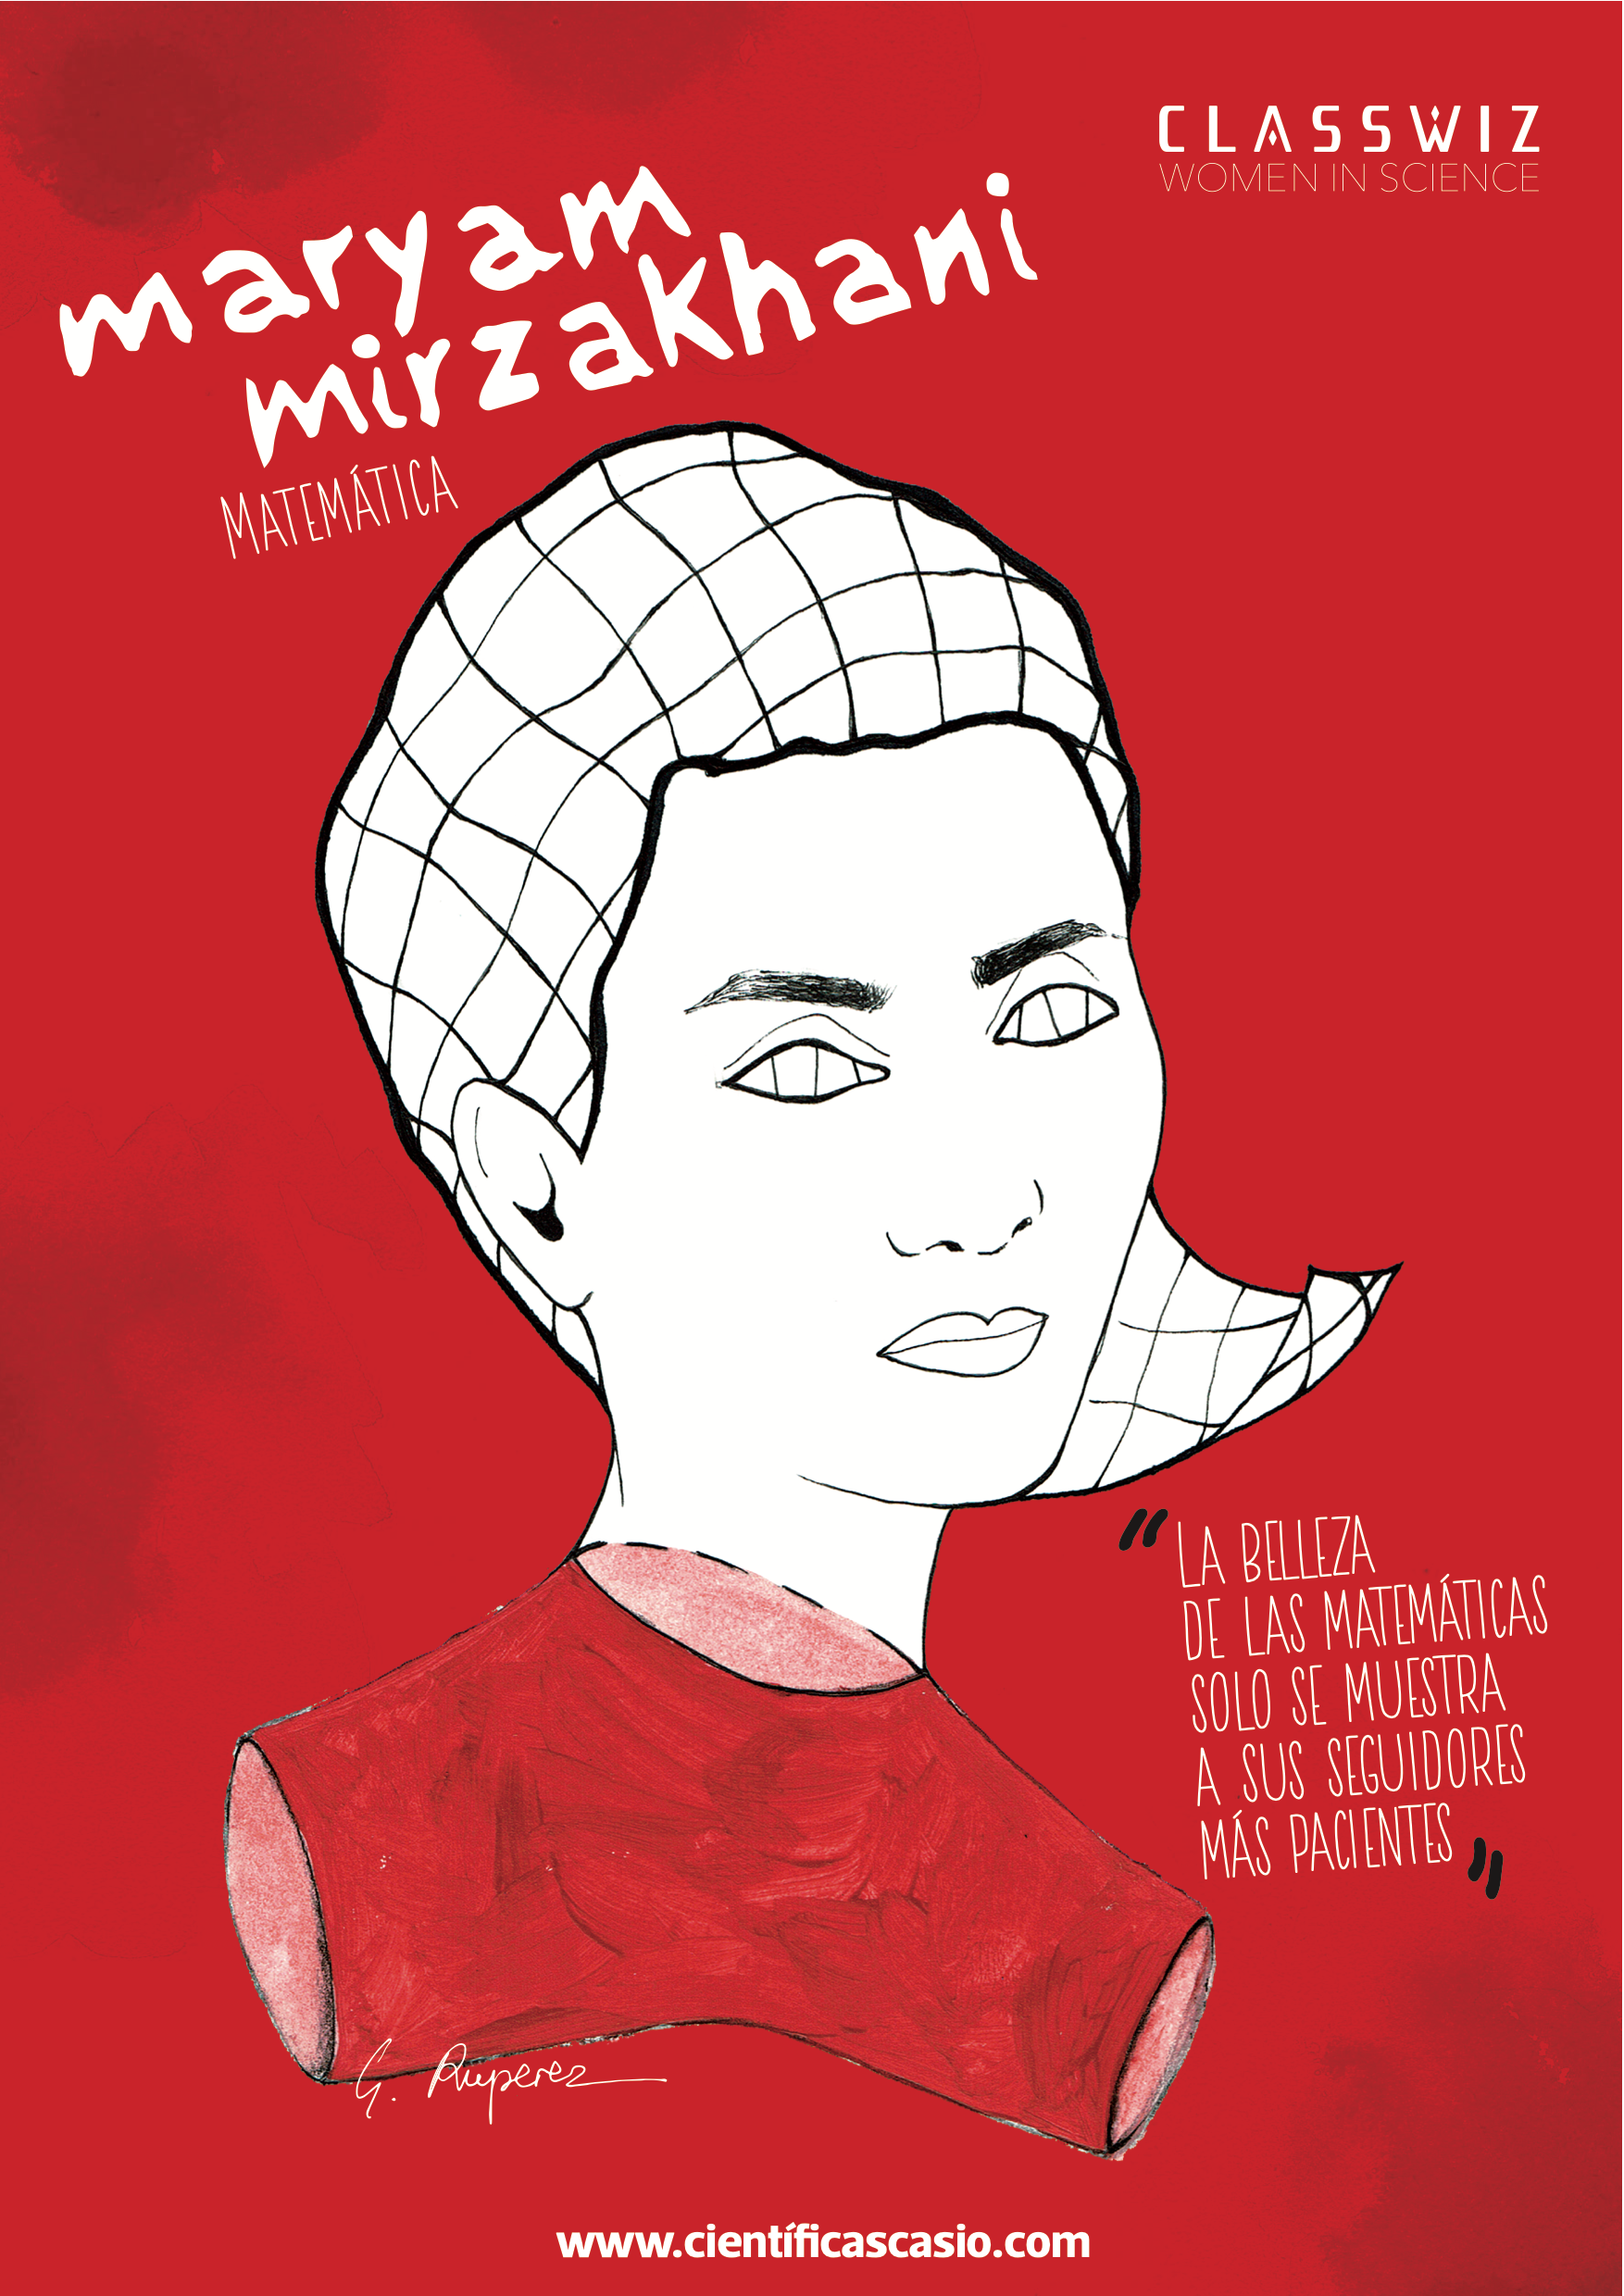 CLASSWIZ
WOMEN IN SCIENCE
maryam
mirzakhani
MATEMÁTICA
“LA BELLEZA
DE LAS MATEMÁTICAS
SOLO SE MUESTRA
A SUS SEGUIDORES
MÁS PACIENTES”
G. Ruperez
www.científicascasio.com